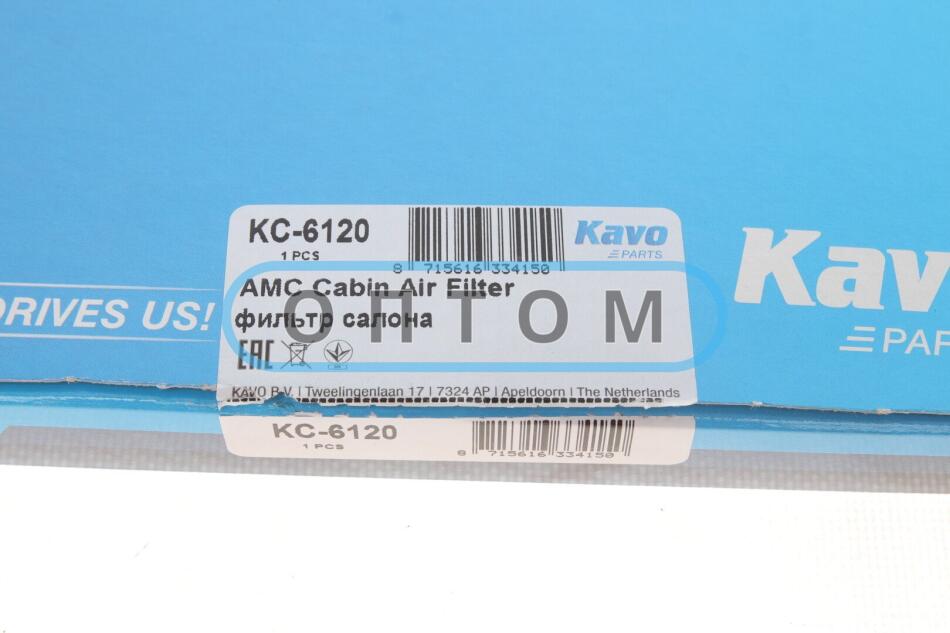 KC-6120
1 PCS
8 715616 334150
Kavo
PARTS
AMC Cabin Air Filter
фильтр салона
ОПТОМ
EAC
KAVO B.V. | Tweelingenlaan 17 | 7324 AP | Apeldoorn | The Netherlands
DRIVES US!
Kav
PAR
KC-6120
1 PCS
8 715616 334150